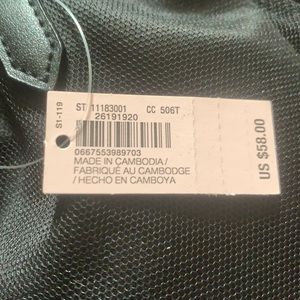 S1-119
ST 11183001 CC 506T
26191920
0667553989703
MADE IN CAMBODIA/
FABRIQUÉ AU CAMBODGE
/ HECHO EN CAMBOYA
US $58.00